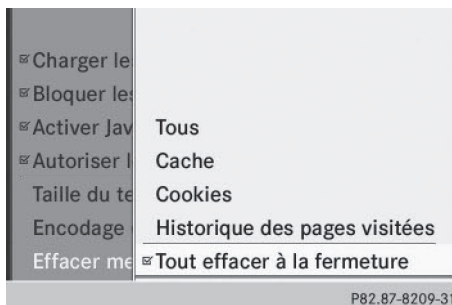 Charger le
Bloquer les
Activer Jav
Autoriser l
Taille du te
Encodage
Effacer me
Tous
Cache
Cookies
Historique des pages visitées
Tout effacer à la fermeture
P82.87-8209-31